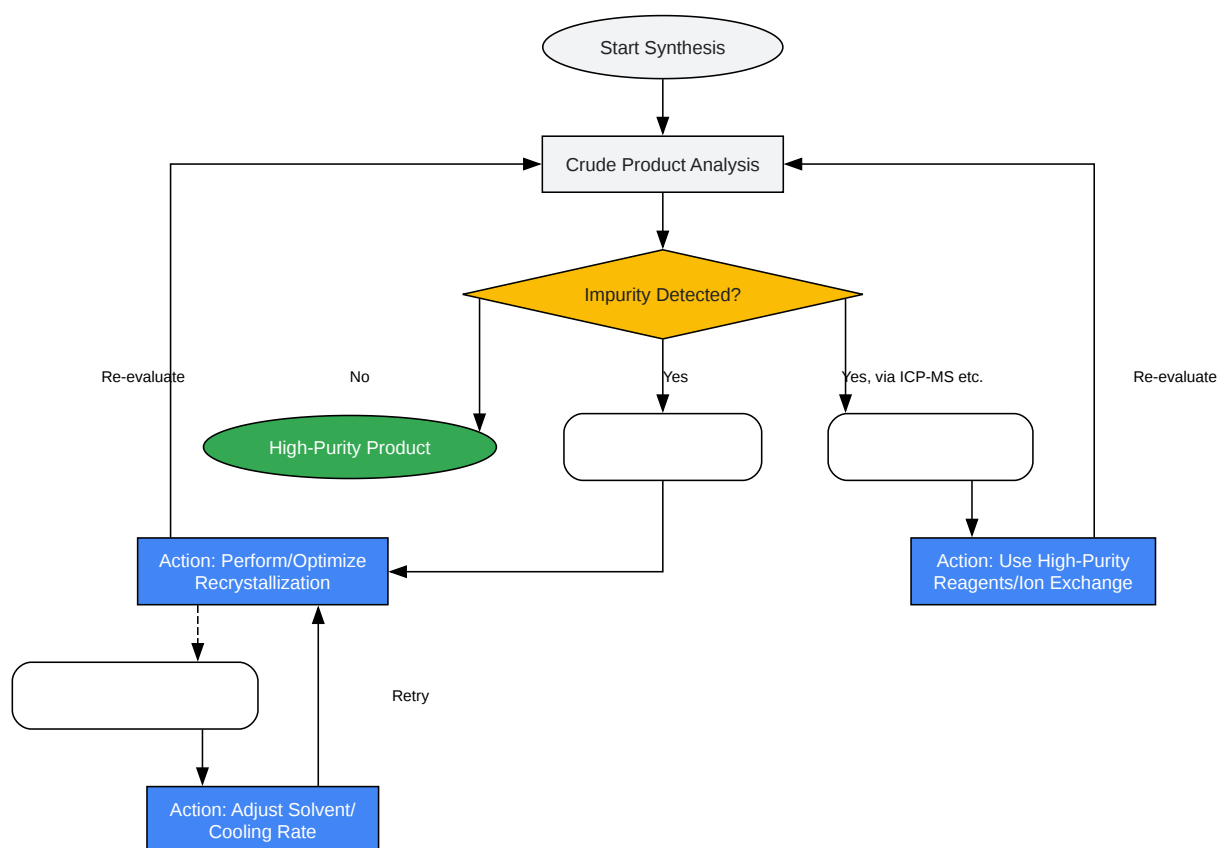 Start Synthesis
Crude Product Analysis
Impurity Detected?
Re-evaluate
No
Yes
Yes, via ICP-MS etc.
Re-evaluate
High-Purity Product
Action: Perform/Optimize
Recrystallization
Action: Use High-Purity
Reagents/Ion Exchange
Retry
Action: Adjust Solvent/
Cooling Rate